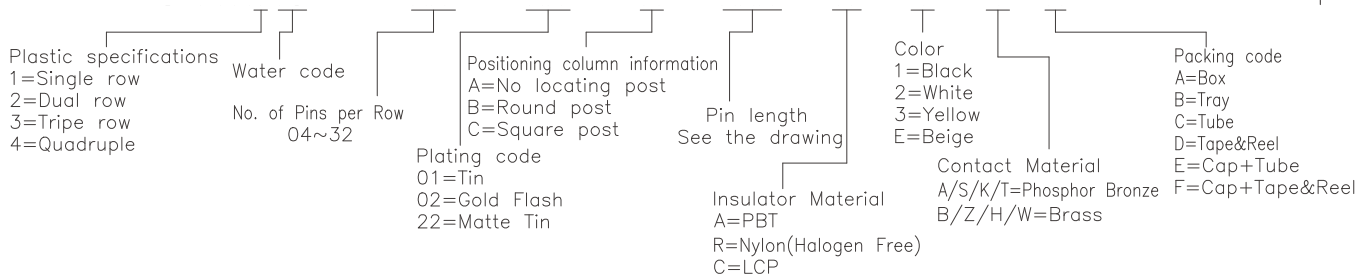 Plastic specifications
1=Single row
2=Dual row
3=Tripe row
4=Quadruple
Water code
No. of Pins per Row
04~32
Plating code
01=Tin
02=Gold Flash
22=Matte Tin
Positioning column information
A=No locating post
B=Round post
C=Square post
Pin length
See the drawing
Insulator Material
A=PBT
R=Nylon(Halogen Free)
C=LCP
Color
1=Black
2=White
3=Yellow
E=Beige
Contact Material
A/S/K/T=Phosphor Bronze
B/Z/H/W=Brass
Packing code
A=Box
B=Tray
C=Tube
D=Tape&Reel
E=Cap+Tube
F=Cap+Tape&Reel